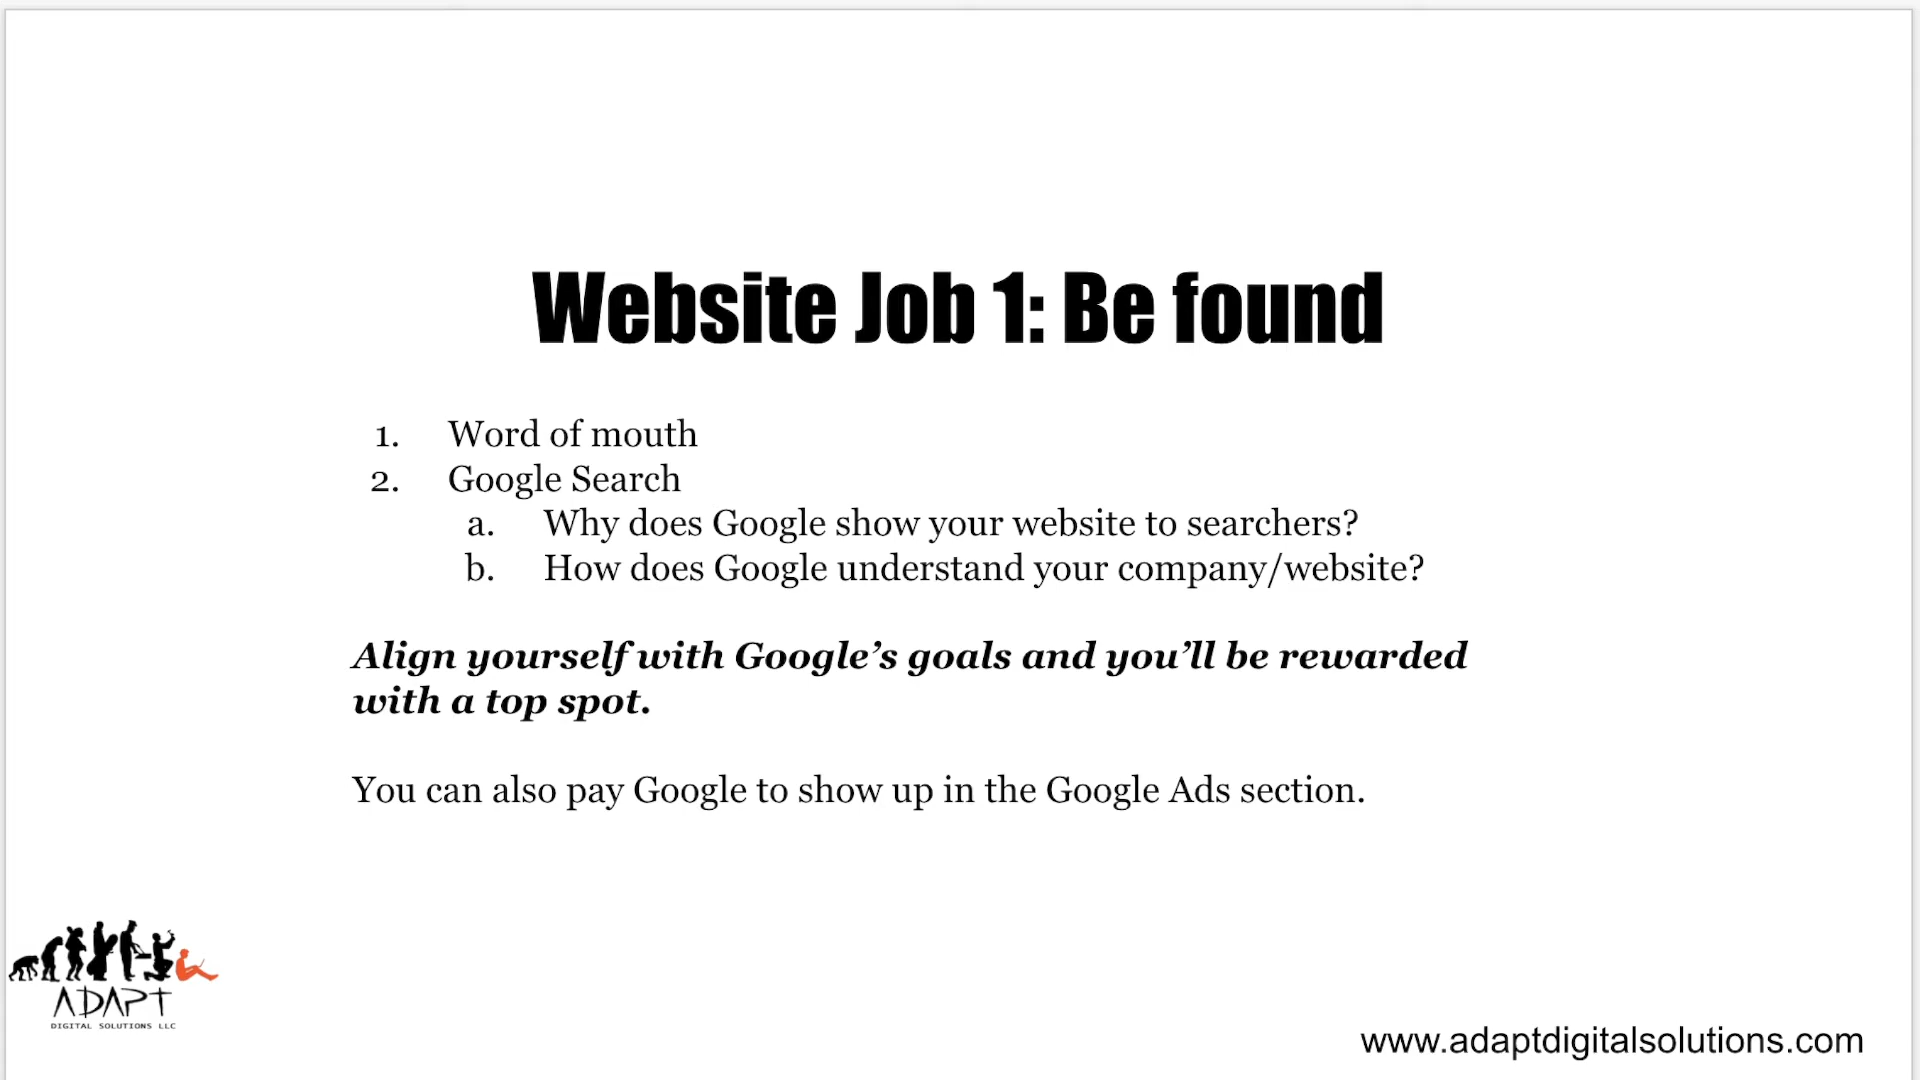 Website Job 1: Be found
1. Word of mouth
2. Google Search
a. Why does Google show your website to searchers?
b. How does Google understand your company/website?
Align yourself with Google’s goals and you’ll be rewarded
with a top spot.
You can also pay Google to show up in the Google Ads section.
ADAPT
DIGITAL SOLUTIONS LLC
www.adaptdigitalsolutions.com